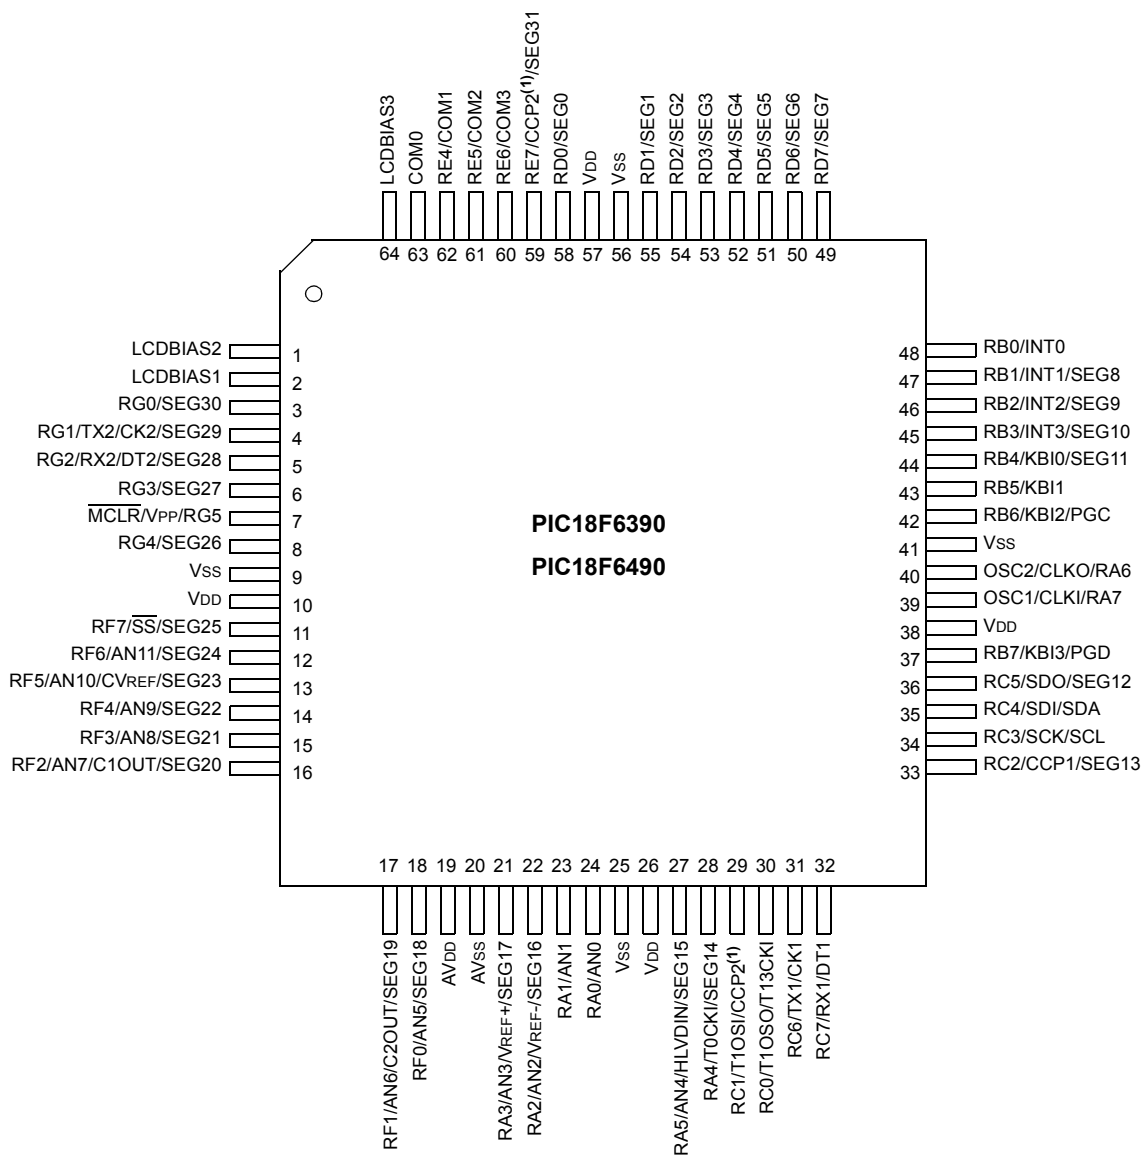 LCDBIAS3
COM0
RE4/COM1
RE5/COM2
RE6/COM3
RE7/CCP2(1)/SEG31
RD0/SEG0
VDD
VSS
RD1/SEG1
RD2/SEG2
RD3/SEG3
RD4/SEG4
RD5/SEG5
RD6/SEG6
RD7/SEG7
64 63 62 61 60 59 58 57 56 55 54 53 52 51 50 49
LCDBIAS2 1
LCDBIAS1 2
RG0/SEG30 3
RG1/TX2/CK2/SEG29 4
RG2/RX2/DT2/SEG28 5
RG3/SEG27 6
MCLR/VPP/RG5 7
RG4/SEG26 8
VSS 9
VDD 10
RF7/SS/SEG25 11
RF6/AN11/SEG24 12
RF5/AN10/CVREF/SEG23 13
RF4/AN9/SEG22 14
RF3/AN8/SEG21 15
RF2/AN7/C1OUT/SEG20 16
PIC18F6390
PIC18F6490
48 RB0/INT0
47 RB1/INT1/SEG8
46 RB2/INT2/SEG9
45 RB3/INT3/SEG10
44 RB4/KBI0/SEG11
43 RB5/KBI1
42 RB6/KBI2/PGC
41 VSS
40 OSC2/CLKO/RA6
39 OSC1/CLKI/RA7
38 VDD
37 RB7/KBI3/PGD
36 RC5/SDO/SEG12
35 RC4/SDI/SDA
34 RC3/SCK/SCL
33 RC2/CCP1/SEG13
17 18 19 20 21 22 23 24 25 26 27 28 29 30 31 32
RF1/AN6/C2OUT/SEG19
RF0/AN5/SEG18
AVDD
AVSS
RA3/AN3/VREF+/SEG17
RA2/AN2/VREF-/SEG16
RA1/AN1
RA0/AN0
VSS
VDD
RA5/AN4/HLVDIN/SEG15
RA4/T0CKI/SEG14
RC1/T1OSI/CCP2(1)
RC0/T1OSO/T13CKI
RC6/TX1/CK1
RC7/RX1/DT1